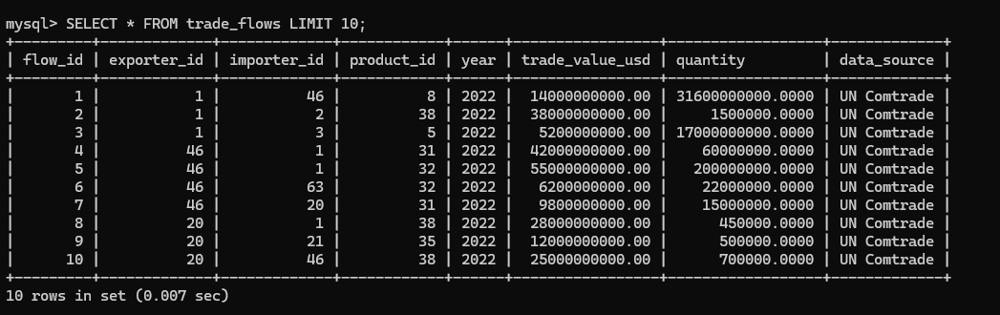 mysql> SELECT * FROM trade_flows LIMIT 10;
+---------+-------------+-------------+------------+------+-----------------+------------------+-------------+
| flow_id | exporter_id | importer_id | product_id | year | trade_value_usd | quantity         | data_source |
+---------+-------------+-------------+------------+------+-----------------+------------------+-------------+
|       1 |           1 |          46 |          8 | 2022 |  14000000000.00 | 31600000000.0000 | UN Comtrade |
|       2 |           1 |           2 |         38 | 2022 |  38000000000.00 |     1500000.0000 | UN Comtrade |
|       3 |           1 |           3 |          5 | 2022 |   5200000000.00 | 17000000000.0000 | UN Comtrade |
|       4 |          46 |           1 |         31 | 2022 |  42000000000.00 |    60000000.0000 | UN Comtrade |
|       5 |          46 |           1 |         32 | 2022 |  55000000000.00 |   200000000.0000 | UN Comtrade |
|       6 |          46 |          63 |         32 | 2022 |   6200000000.00 |    22000000.0000 | UN Comtrade |
|       7 |          46 |          20 |         31 | 2022 |   9800000000.00 |    15000000.0000 | UN Comtrade |
|       8 |          20 |           1 |         38 | 2022 |  28000000000.00 |      450000.0000 | UN Comtrade |
|       9 |          20 |          21 |         35 | 2022 |  12000000000.00 |      500000.0000 | UN Comtrade |
|      10 |          20 |          46 |         38 | 2022 |  25000000000.00 |      700000.0000 | UN Comtrade |
+---------+-------------+-------------+------------+------+-----------------+------------------+-------------+
10 rows in set (0.007 sec)